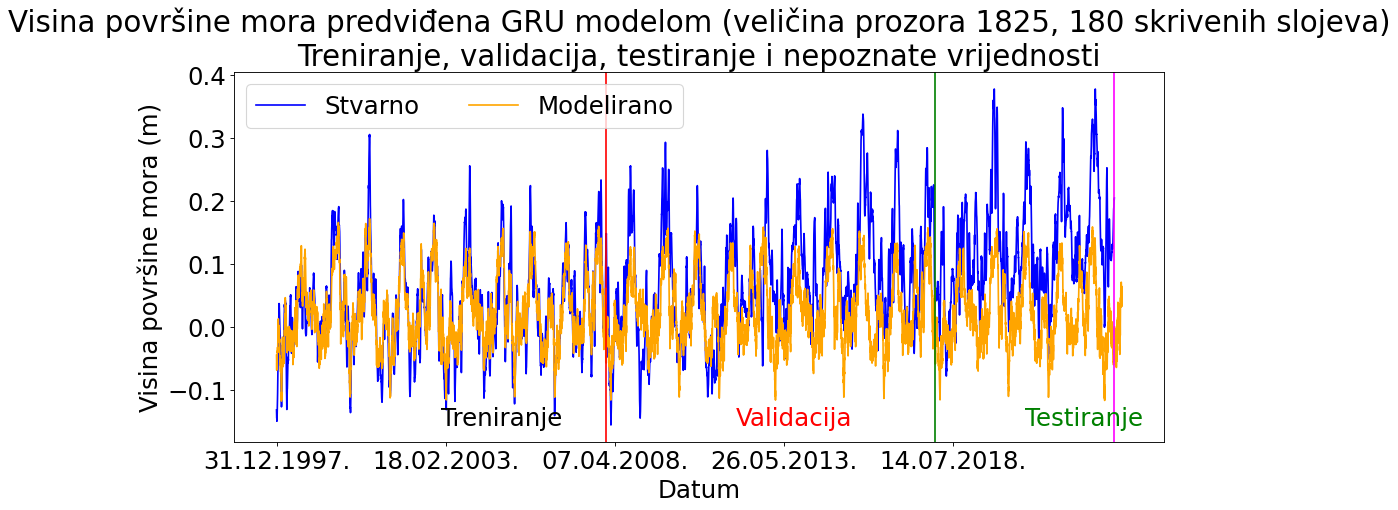 Visina površine mora predviđena GRU modelom (veličina prozora 1825, 180 skrivenih slojeva)
Treniranje, validacija, testiranje i nepoznate vrijednosti
Stvarno Modelirano
Visina površine mora (m)
0.4
0.3
0.2
0.1
0.0
−0.1
Treniranje Validacija Testiranje
31.12.1997. 18.02.2003. 07.04.2008. 26.05.2013. 14.07.2018.
Datum